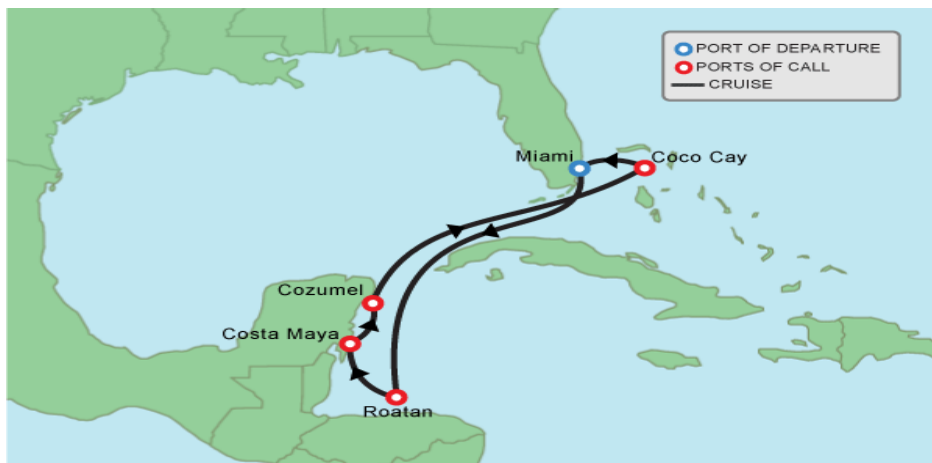 PORT OF DEPARTURE
PORTS OF CALL
CRUISE
Miami
Coco Cay
Cozumel
Costa Maya
Roatan